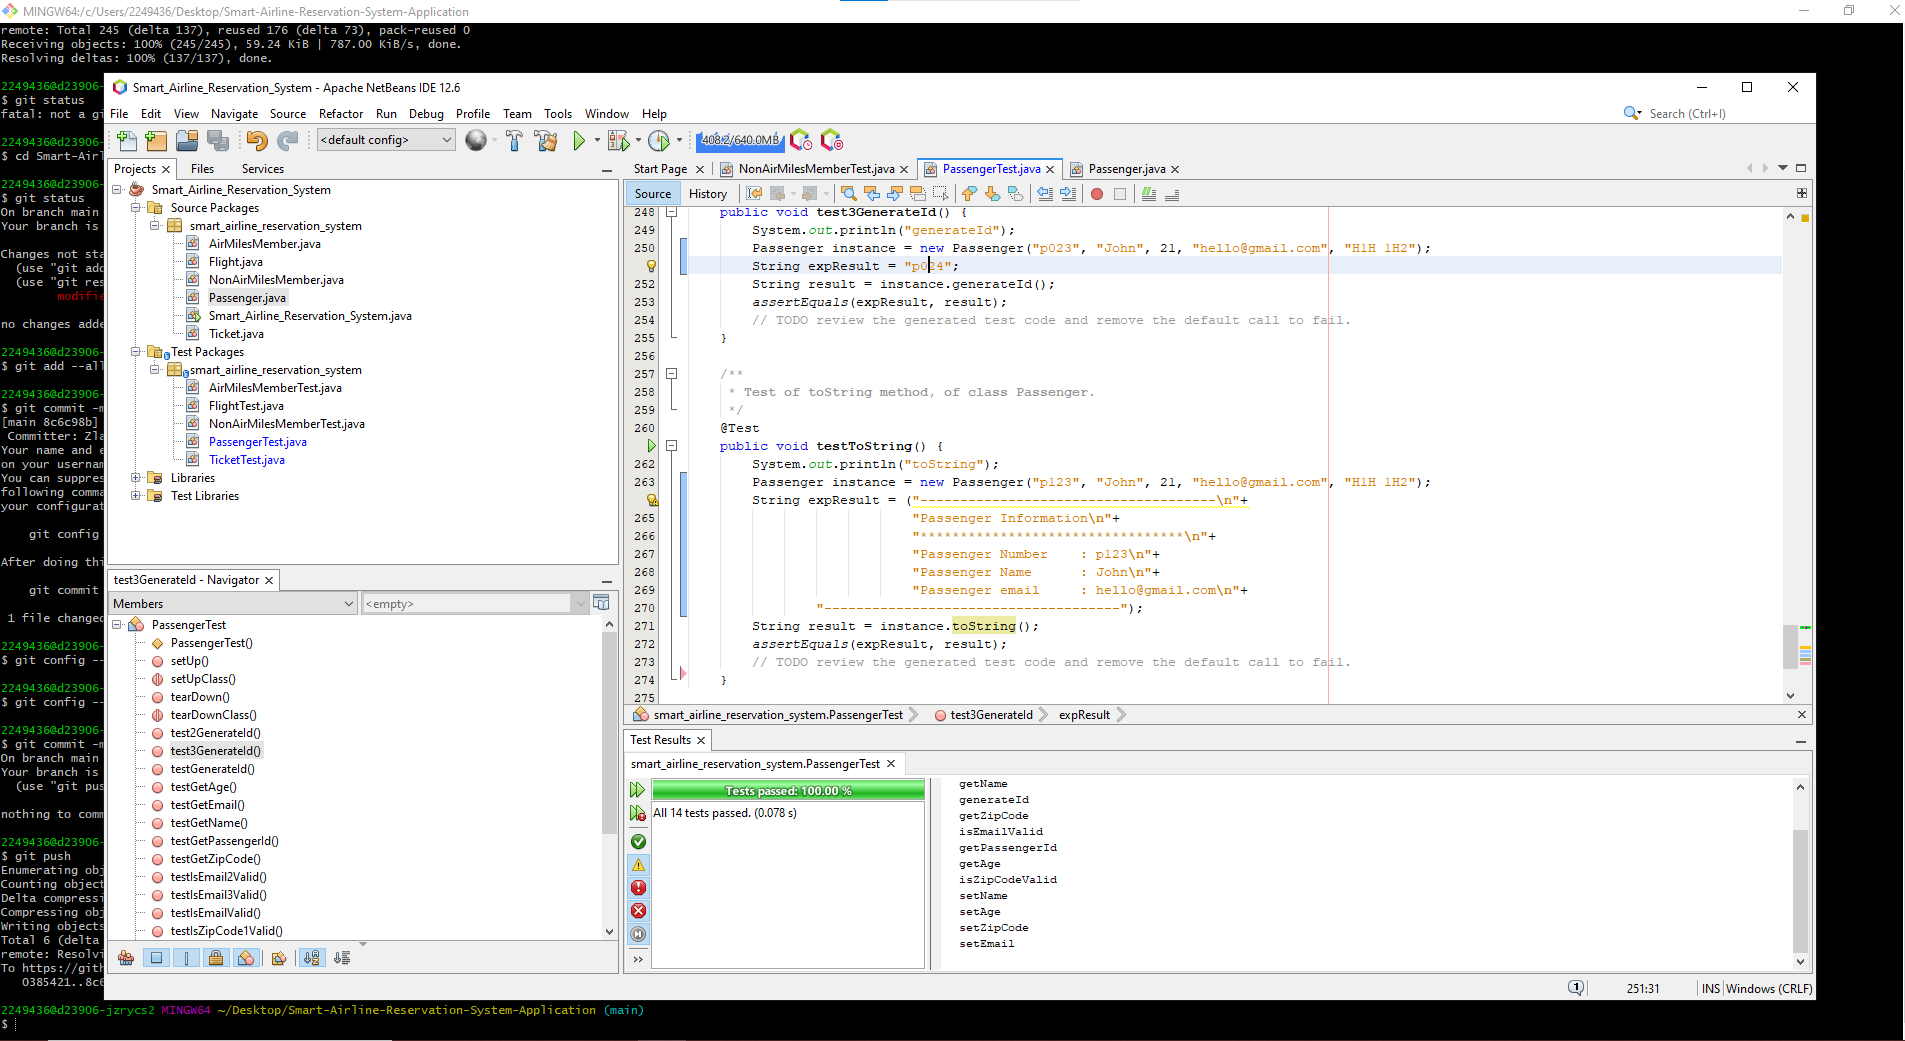 MINGW64:/c/Users/2249436/Desktop/Smart-Airline-Reservation-System-Application
remote: Total 245 (delta 137), reused 176 (delta 73), pack-reused 0
Receiving objects: 100% (245/245), 59.24 KiB | 787.00 KiB/s, done.
Resolving deltas: 100% (137/137), done.
2249436@d23906-
$ git status
fatal: not a gi
2249436@d23906-
$ cd Smart-Airl
2249436@d23906-
$ git status
On branch main
Your branch is
Changes not sta
(use "git add
(use "git res
modifie
no changes adde
2249436@d23906-
$ git add --all
2249436@d23906-
$ git commit -m
[main 8c6c98b]
Committer: Zla
Your name and e
on your usernam
You can suppres
following comma
your configurat
git config
After doing thi
git commit
1 file changed
2249436@d23906-
$ git config --
2249436@d23906-
$ git config --
2249436@d23906-
$ git commit -m
On branch main
Your branch is
(use "git pus
nothing to comm
2249436@d23906-
$ git push
Enumerating obj
Counting object
Delta compressi
Compressing obj
Writing objects
Total 6 (delta
remote: Resolvi
To https://gith
0385421..8c6
2249436@d23906-jzrycs2 MINGW64 ~/Desktop/Smart-Airline-Reservation-System-Application (main)
$
Smart_Airline_Reservation_System - Apache NetBeans IDE 12.6
File Edit View Navigate Source Refactor Run Debug Profile Team Tools Window Help
Search (Ctrl+I)
<default config>
408.2/640.0MB
Projects Files Services
Smart_Airline_Reservation_System
Source Packages
smart_airline_reservation_system
AirMilesMember.java
Flight.java
NonAirMilesMember.java
Passenger.java
Smart_Airline_Reservation_System.java
Ticket.java
Test Packages
smart_airline_reservation_system
AirMilesMemberTest.java
FlightTest.java
NonAirMilesMemberTest.java
PassengerTest.java
TicketTest.java
Libraries
Test Libraries
test3GenerateId - Navigator
Members <empty>
PassengerTest
PassengerTest()
setUp()
setUpClass()
tearDown()
tearDownClass()
test2GenerateId()
test3GenerateId()
testGenerateId()
testGetAge()
testGetEmail()
testGetName()
testGetPassengerId()
testGetZipCode()
testIsEmail2Valid()
testIsEmail3Valid()
testIsEmailValid()
testIsZipCode1Valid()
Start Page NonAirMilesMemberTest.java PassengerTest.java Passenger.java
Source History
248 public void test3GenerateId() {
249 System.out.println("generateId");
250 Passenger instance = new Passenger("p023", "John", 21, "hello@gmail.com", "H1H 1H2");
String expResult = "p024";
252 String result = instance.generateId();
253 assertEquals(expResult, result);
254 // TODO review the generated test code and remove the default call to fail.
255 }
256
257 /**
258 * Test of toString method, of class Passenger.
259 */
260 @Test
public void testToString() {
262 System.out.println("toString");
263 Passenger instance = new Passenger("p123", "John", 21, "hello@gmail.com", "H1H 1H2");
String expResult = ("-------------------------------------\n"+
265 "Passenger Information\n"+
266 "*********************************\n"+
267 "Passenger Number    : p123\n"+
268 "Passenger Name      : John\n"+
269 "Passenger email     : hello@gmail.com\n"+
270 "-------------------------------------");
271 String result = instance.toString();
272 assertEquals(expResult, result);
273 // TODO review the generated test code and remove the default call to fail.
274 }
275
smart_airline_reservation_system.PassengerTest test3GenerateId expResult
Test Results
smart_airline_reservation_system.PassengerTest
Tests passed: 100.00 %
All 14 tests passed. (0.078 s)
getName
generateId
getZipCode
isEmailValid
getPassengerId
getAge
isZipCodeValid
setName
setAge
setZipCode
setEmail
1 251:31 INS Windows (CRLF)